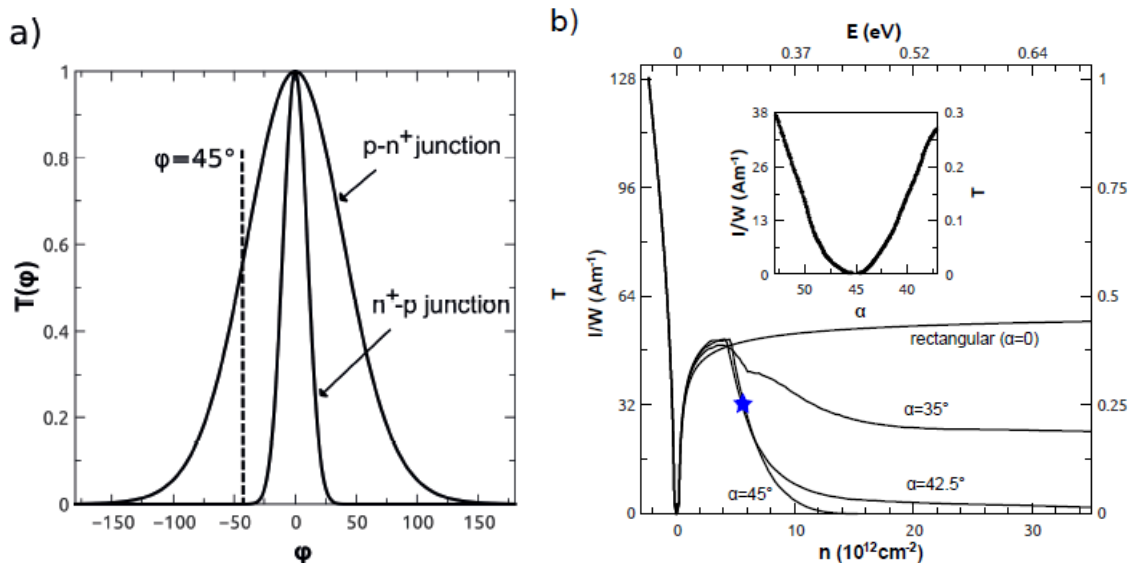 a)
T(φ)
1
0.8
0.6
0.4
0.2
0
φ=45°
p-n⁺ junction
n⁺-p junction
−150 −100 −50 0 50 100 150
φ
b)
E (eV)
0 0.37 0.52 0.64
T
I/W (Am⁻¹)
128
96
64
32
0
1
0.75
0.5
0.25
0
I/W (Am⁻¹)
38
26
13
0
T
0.3
0.2
0.1
0
50 45 40
α
rectangular (α=0)
α=35°
α=42.5°
α=45°
0 10 20 30
n (10¹²cm⁻²)